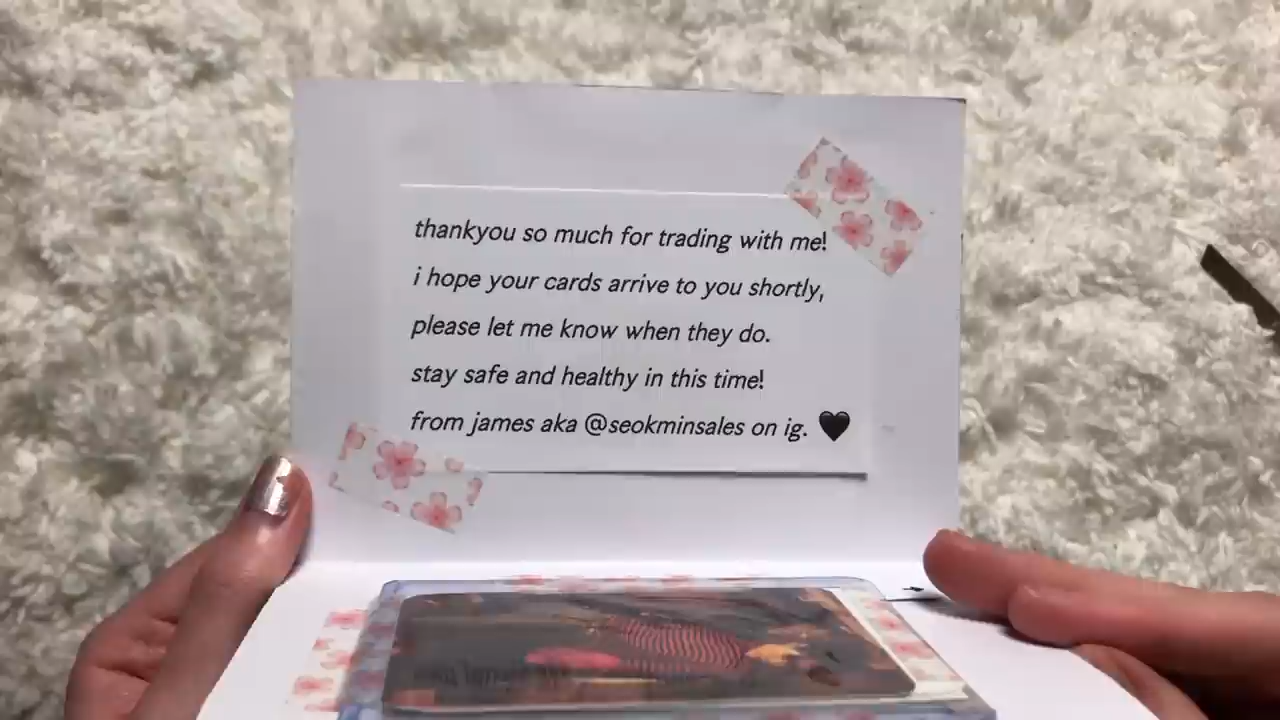 thankyou so much for trading with me!
i hope your cards arrive to you shortly,
please let me know when they do.
stay safe and healthy in this time!
from james aka @seokminsales on ig. 🖤